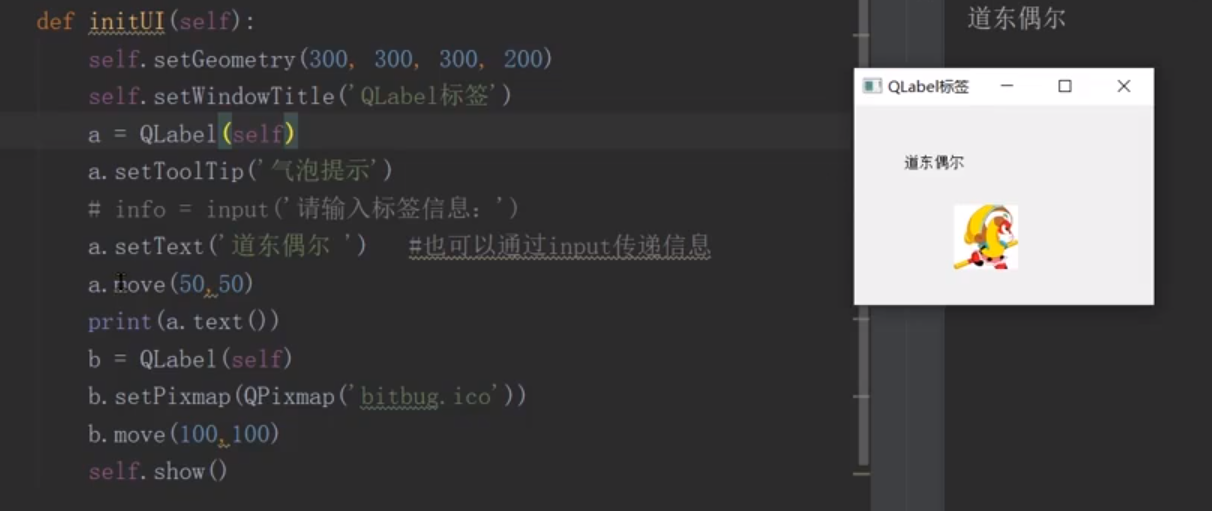 def initUI(self):
self.setGeometry(300, 300, 300, 200)
self.setWindowTitle('QLabel标签')
a = QLabel(self)
a.setToolTip('气泡提示')
# info = input('请输入标签信息：')
a.setText('道东偶尔 ')   #也可以通过input传递信息
a.move(50,50)
print(a.text())
b = QLabel(self)
b.setPixmap(QPixmap('bitbug.ico'))
b.move(100,100)
self.show()
道东偶尔
QLabel标签
道东偶尔